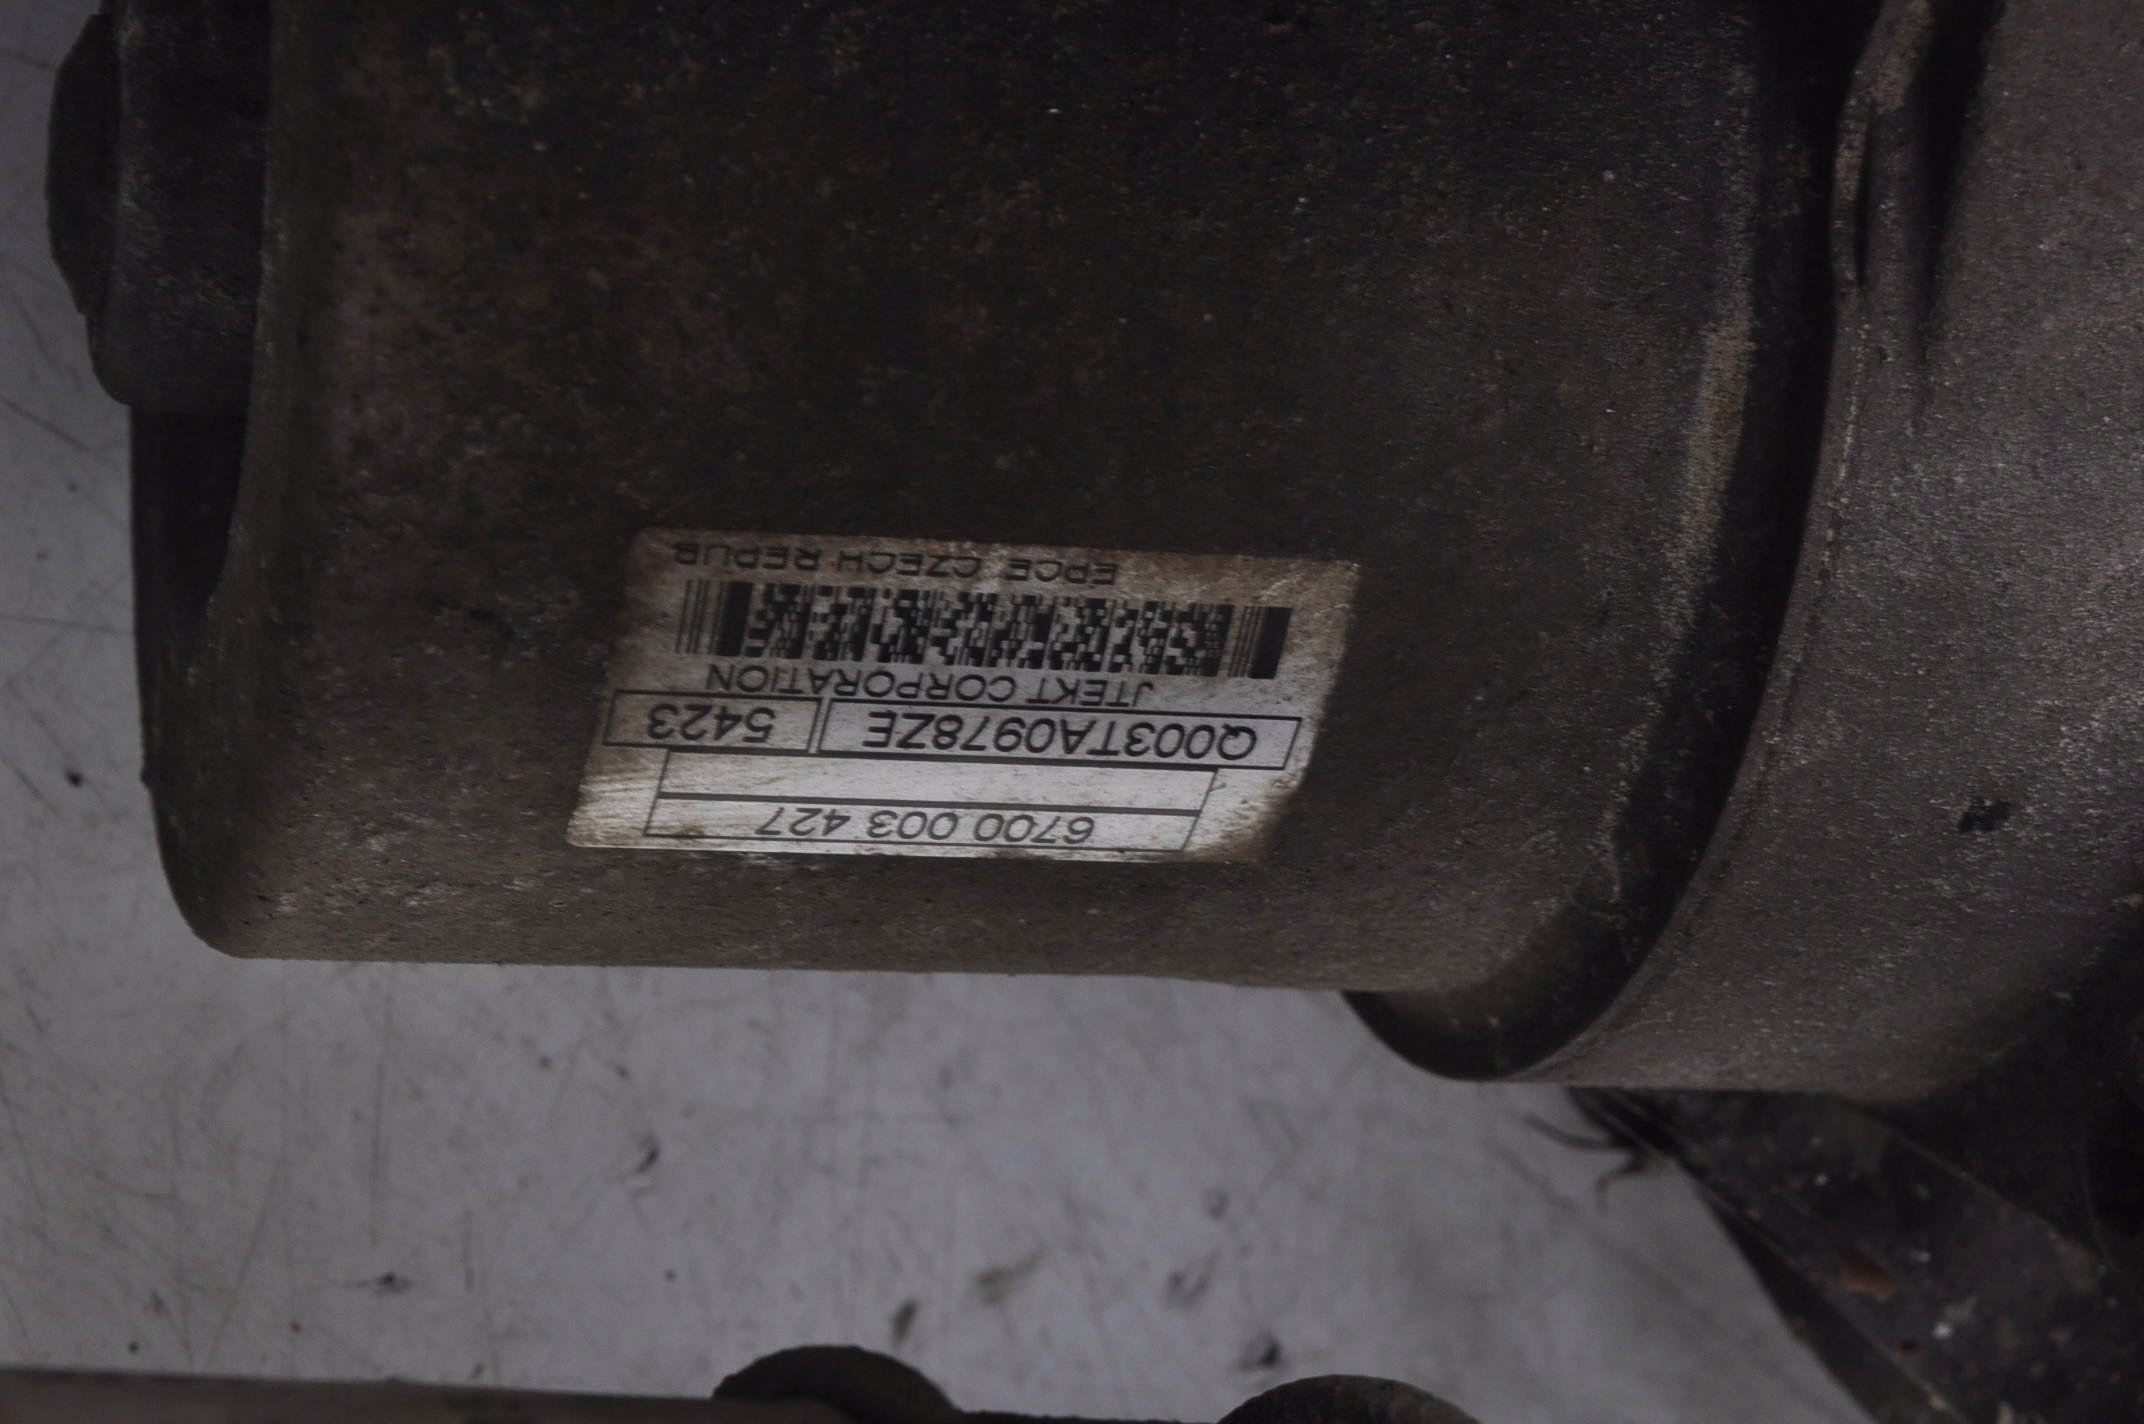 6700 003 427
Q003TA0978ZE 5423
JTEKT CORPORATION
EPCE CZECH REPUB